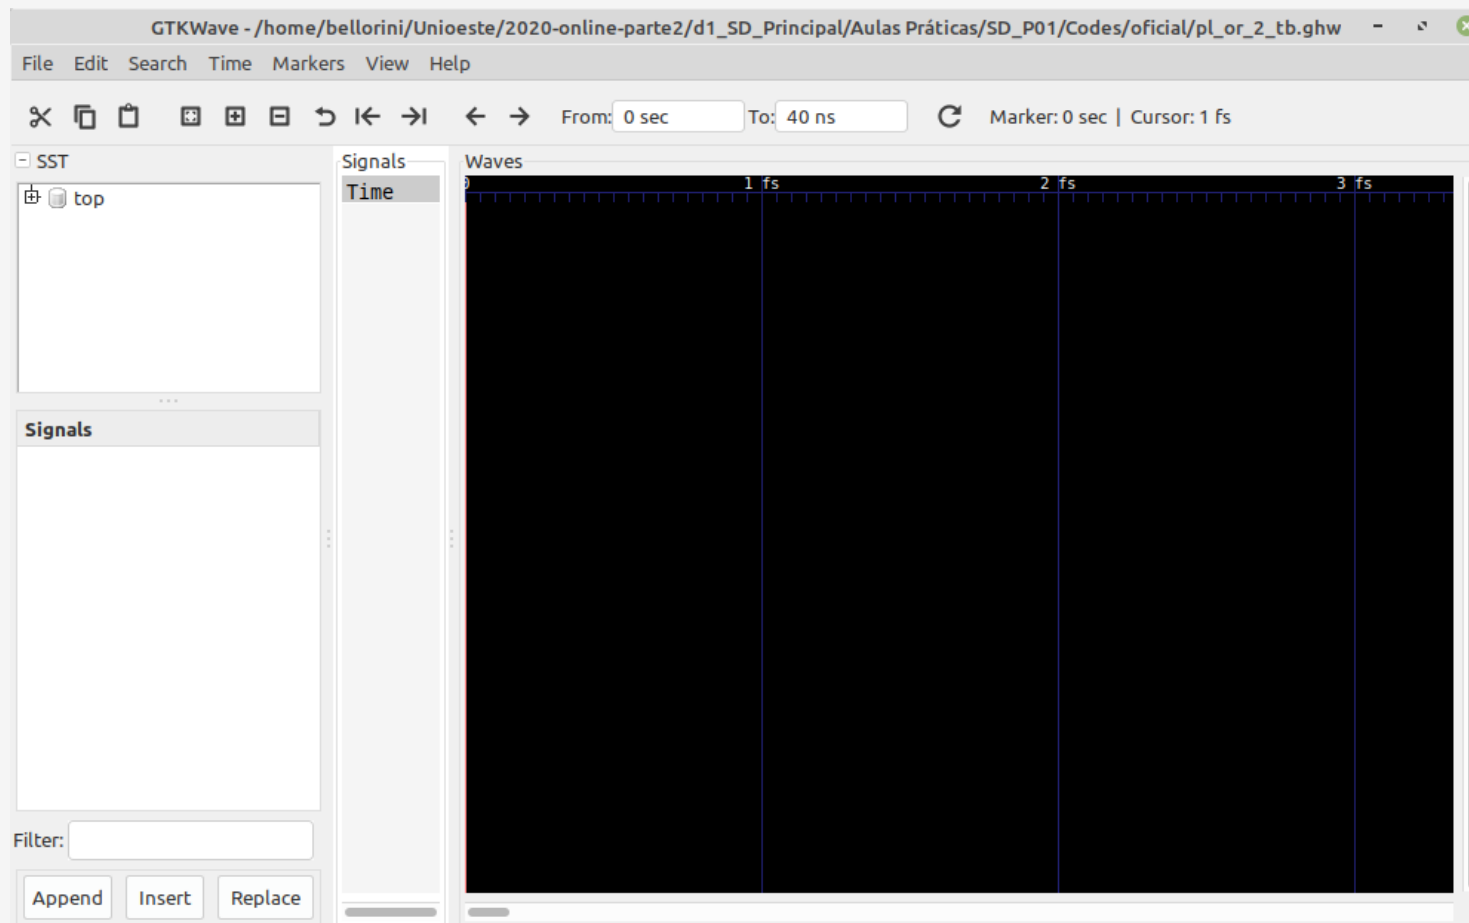 GTKWave - /home/bellorini/Unioeste/2020-online-parte2/d1_SD_Principal/Aulas Práticas/SD_P01/Codes/oficial/pl_or_2_tb.ghw
File Edit Search Time Markers View Help
From: 0 sec To: 40 ns Marker: 0 sec | Cursor: 1 fs
SST
top
Signals
Filter:
Append Insert Replace
Signals
Time
Waves
0 1 fs 2 fs 3 fs